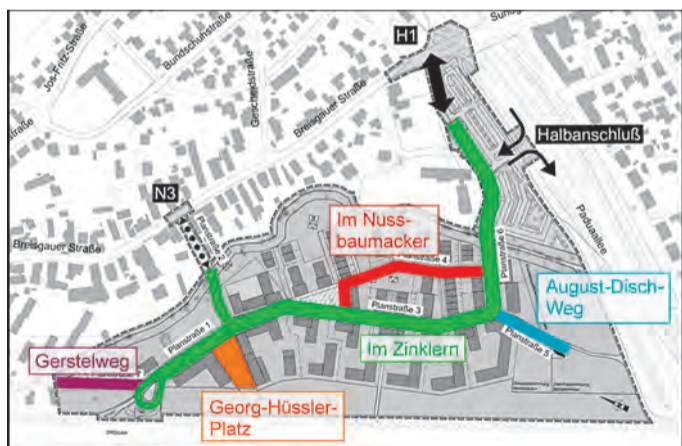 H1
Jos-Fritz-Straße
Bundschuhstraße
Gescheidstraße
Breisgauer Straße
Halbanschluß
N3
Paduaallee
Breisgauer Straße
Im Nuss-
baumacker
Planstraße 4
Planstraße 6
August-Disch-
Weg
Planstraße 1
Planstraße 3
Planstraße 5
Im Zinklern
Gerstelweg
Georg-Hüssler-
Platz